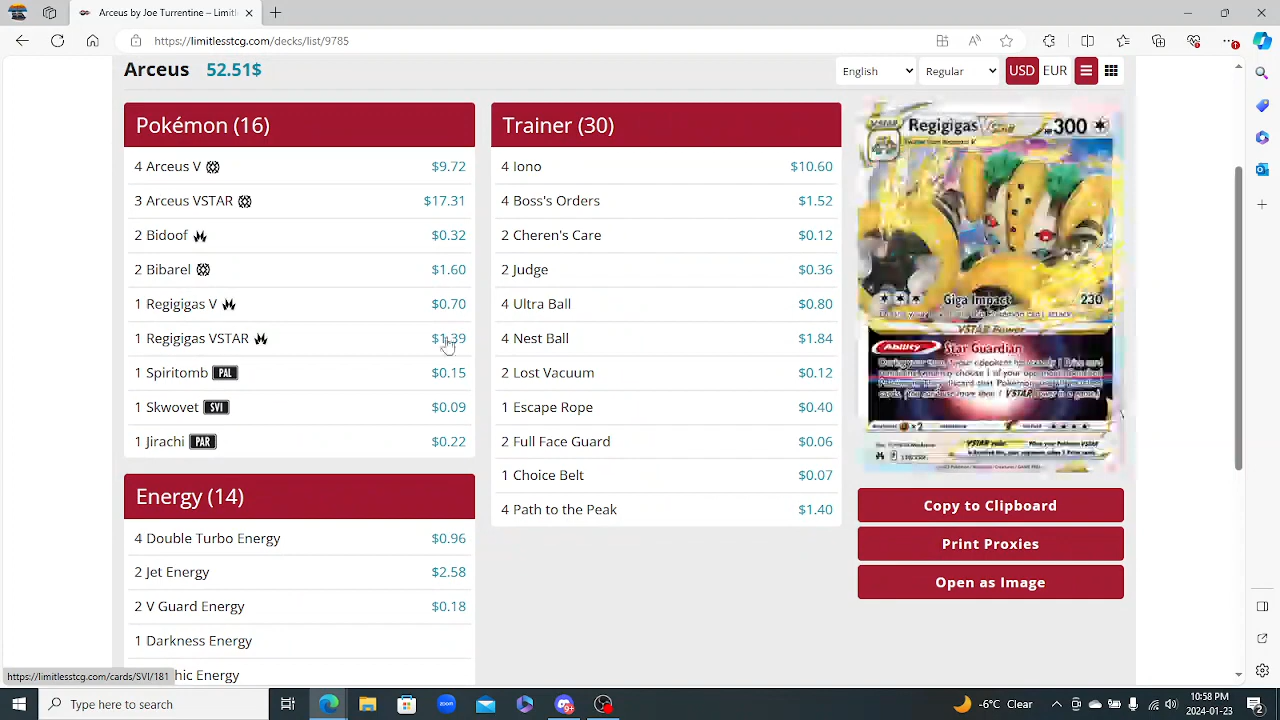 Arceus - Limitless
https://limitlesstcg.com/decks/list/9785
Arceus 52.51$
English
Regular
USD EUR
Pokémon (16)
4 Arceus V $9.72
3 Arceus VSTAR $17.31
2 Bidoof $0.32
2 Bibarel $1.60
1 Regigigas V $0.70
1 Regigigas VSTAR $1.39
1 Spiritomb PAL $0.15
1 Skwovet SVI $0.09
1 Jirachi PAR $0.22
Energy (14)
4 Double Turbo Energy $0.96
2 Jet Energy $2.58
2 V Guard Energy $0.18
1 Darkness Energy
hic Energy
Trainer (30)
4 Iono $10.60
4 Boss's Orders $1.52
2 Cheren's Care $0.12
2 Judge $0.36
4 Ultra Ball $0.80
4 Nest Ball $1.84
2 Lost Vacuum $0.12
1 Escape Rope $0.40
2 Full Face Guard $0.06
1 Choice Belt $0.07
4 Path to the Peak $1.40
VSTAR Regigigas 300
Giga Impact 230
VSTAR Power
Ability Star Guardian
x2
Copy to Clipboard
Print Proxies
Open as Image
https://limitlesstcg.com/cards/SVI/181
Type here to search
zoom
-7°C Clear
10:58 PM
2024-01-23